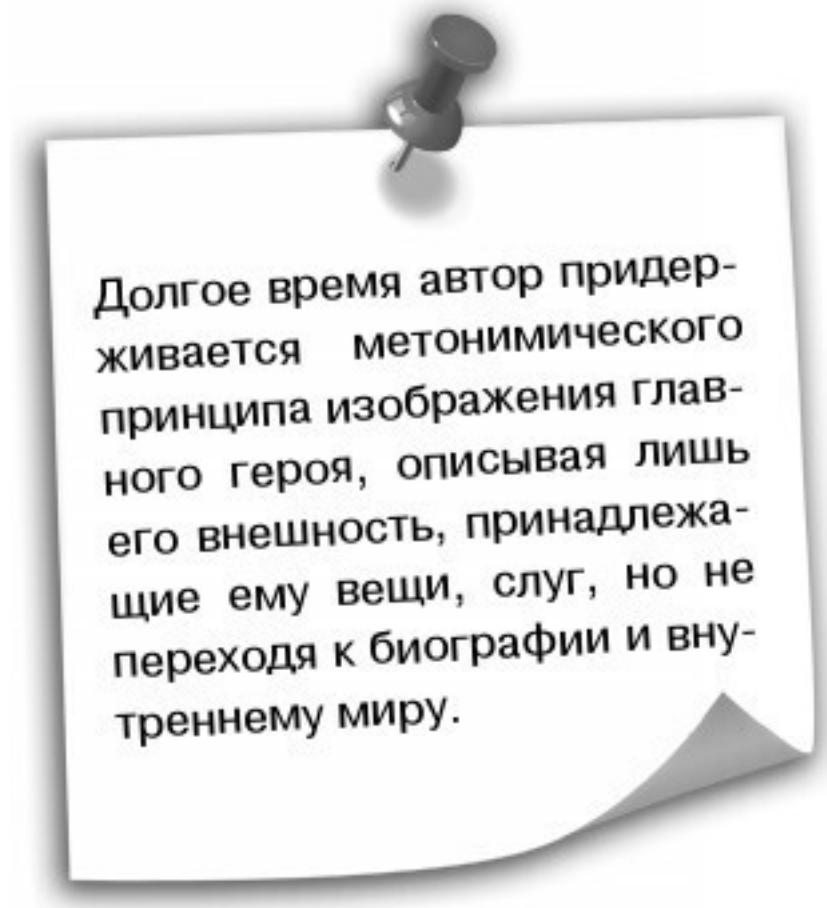 Долгое время автор придер-
живается метонимического
принципа изображения глав-
ного героя, описывая лишь
его внешность, принадлежа-
щие ему вещи, слуг, но не
переходя к биографии и вну-
треннему миру.